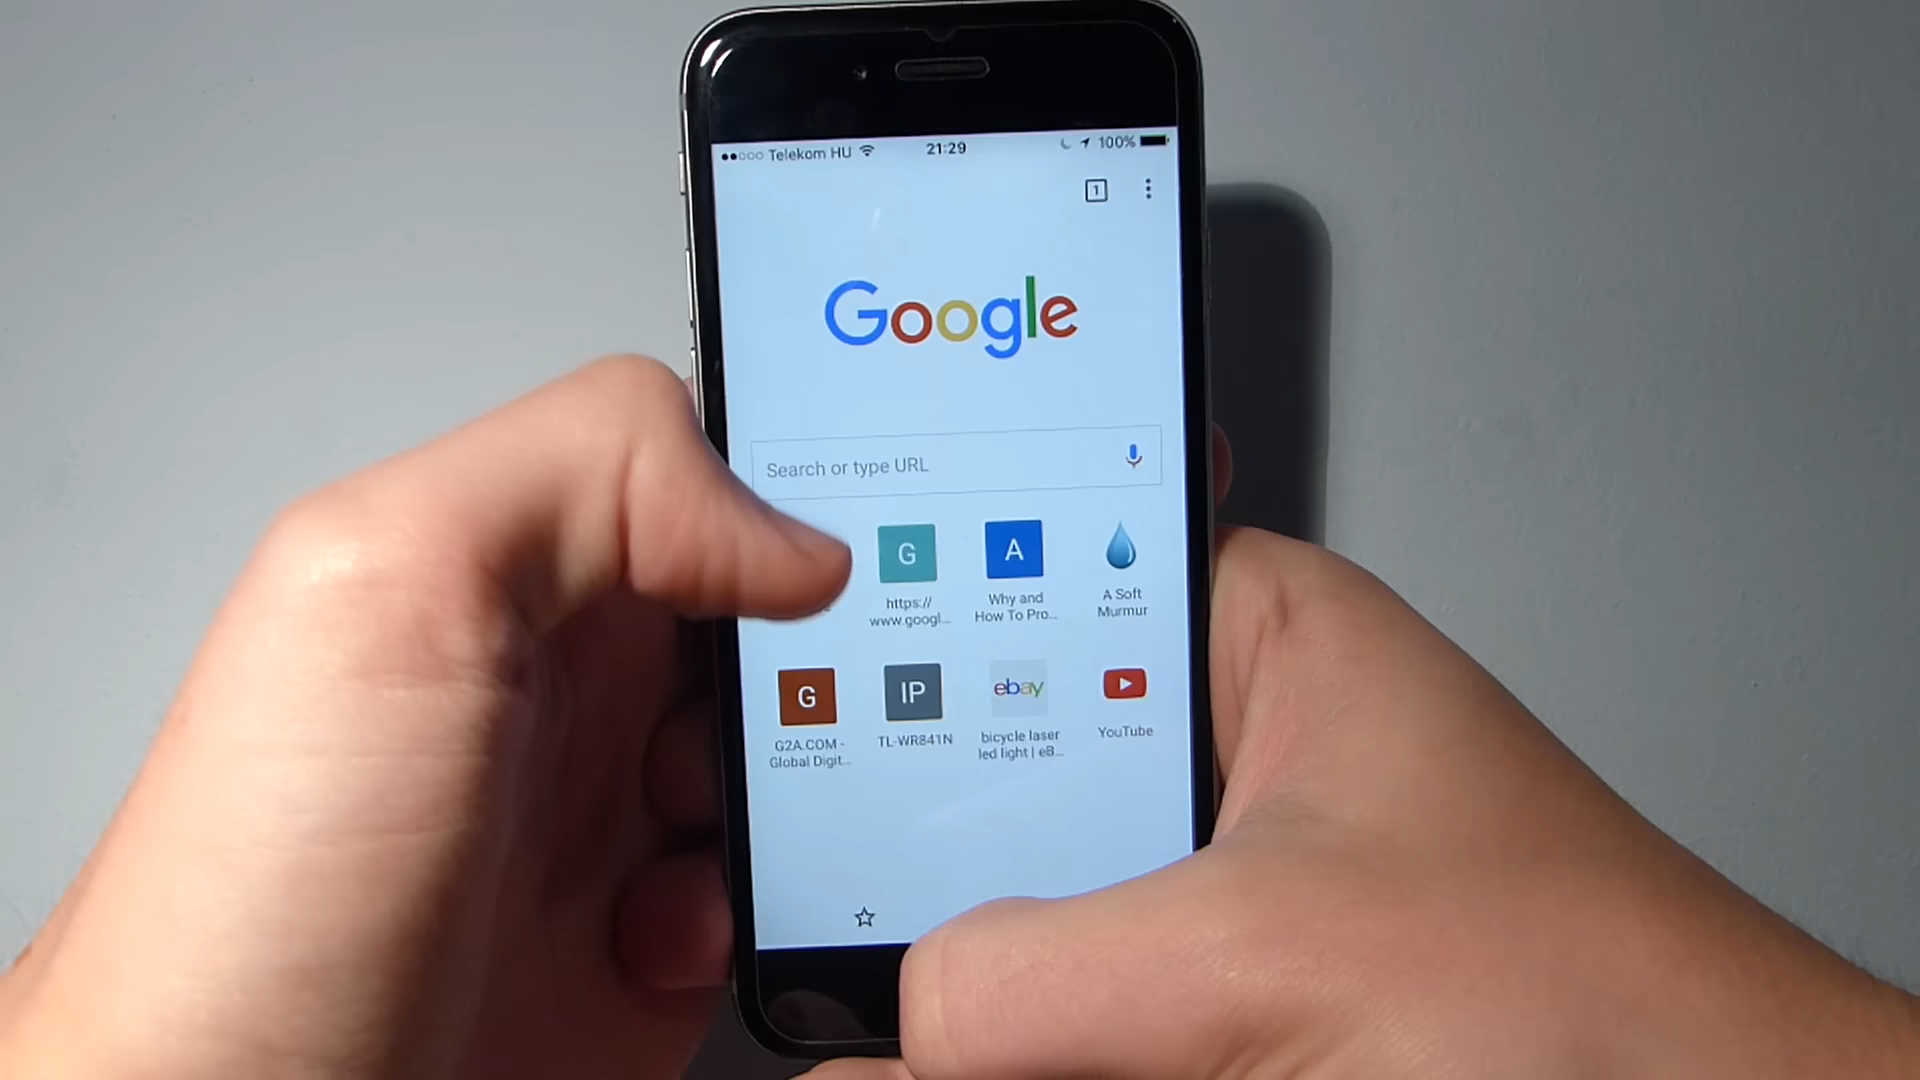 Telekom HU 21:29 100%
1
Google
Search or type URL
G A
https:// Why and A Soft
www.googl... How To Pro... Murmur
G IP ebay
G2A.COM - TL-WR841N bicycle laser YouTube
Global Digit... led light | eB...